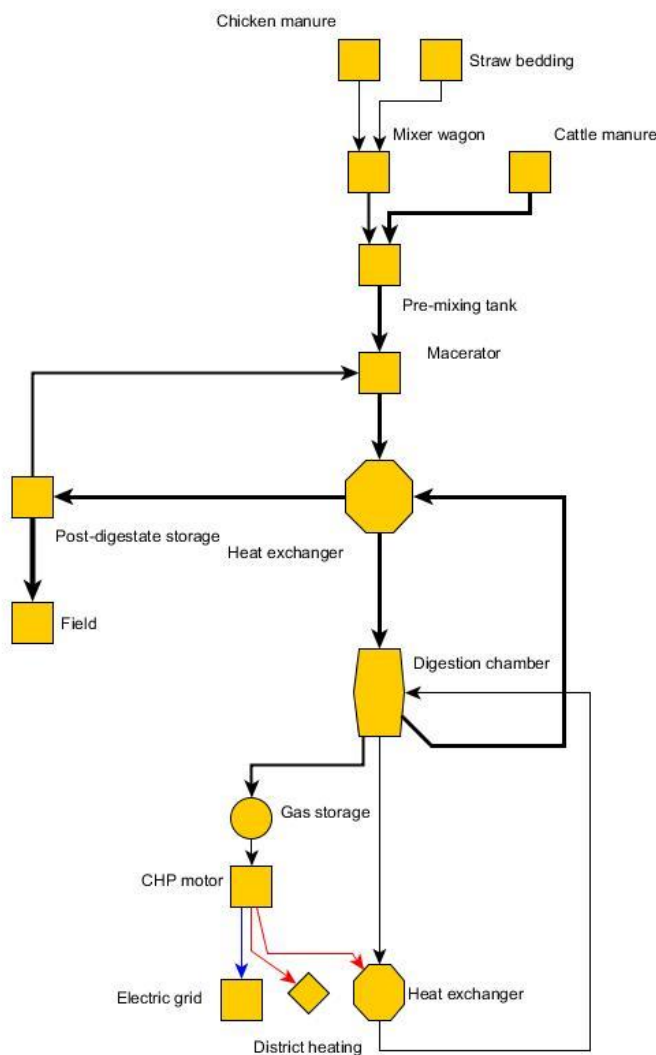 Chicken manure
Straw bedding
Mixer wagon
Cattle manure
Pre-mixing tank
Macerator
Post-digestate storage
Heat exchanger
Field
Digestion chamber
Gas storage
CHP motor
Electric grid
Heat exchanger
District heating